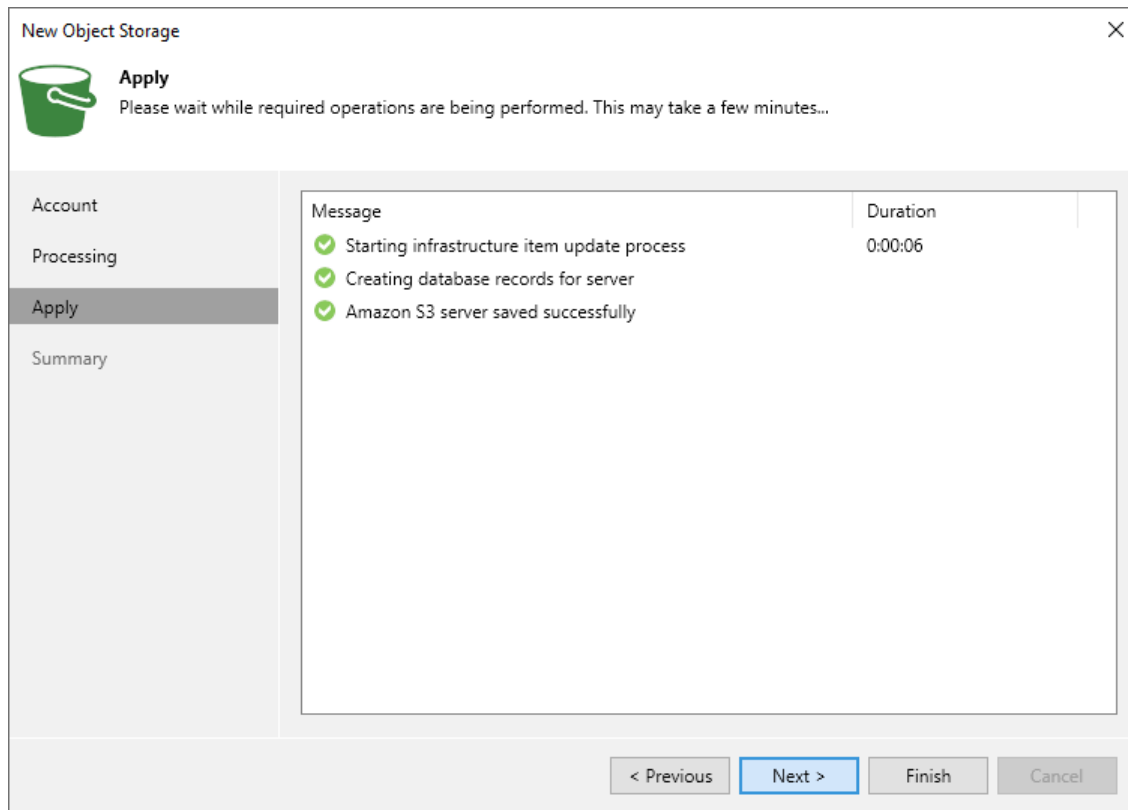 New Object Storage
Apply
Please wait while required operations are being performed. This may take a few minutes...
Account
Processing
Apply
Summary
Message Duration
Starting infrastructure item update process 0:00:06
Creating database records for server
Amazon S3 server saved successfully
< Previous Next > Finish Cancel